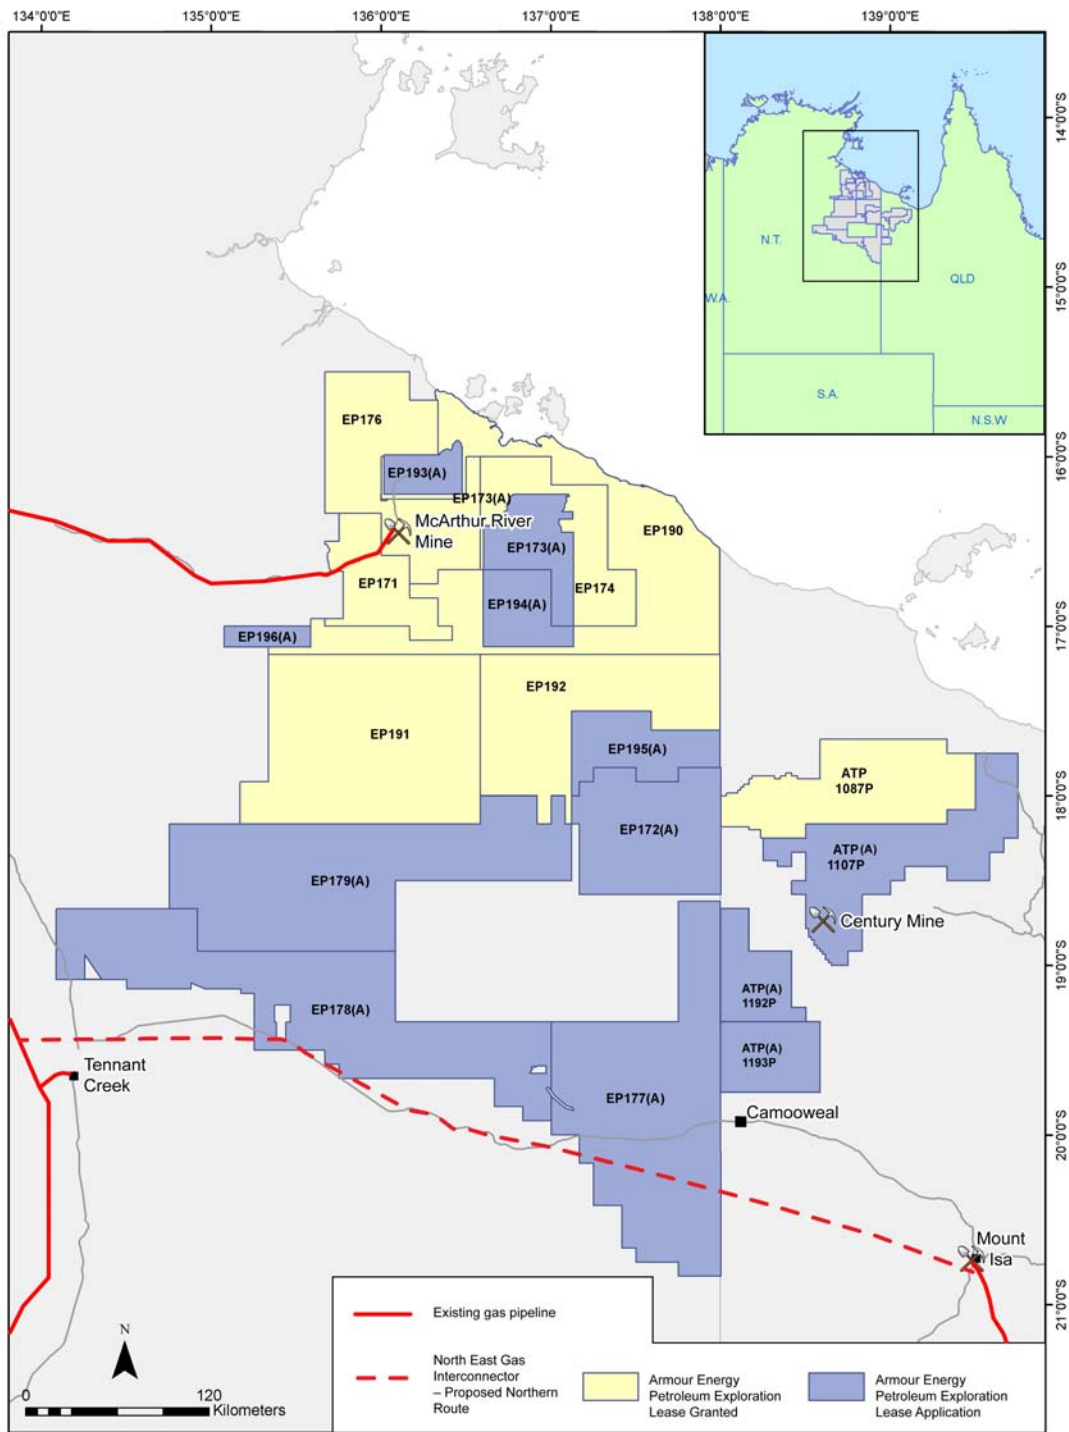 134°0'0"E
135°0'0"E
136°0'0"E
137°0'0"E
138°0'0"E
139°0'0"E
14°0'0"S
15°0'0"S
16°0'0"S
17°0'0"S
18°0'0"S
19°0'0"S
20°0'0"S
21°0'0"S
N.T.
QLD
W.A.
S.A.
N.S.W
EP176
EP193(A)
EP173(A)
McArthur River
Mine
EP190
EP173(A)
EP171
EP174
EP194(A)
EP196(A)
EP192
EP191
EP195(A)
ATP
1087P
EP172(A)
ATP(A)
1107P
EP179(A)
Century Mine
ATP(A)
1192P
EP178(A)
ATP(A)
1193P
Tennant
Creek
EP177(A)
Camooweal
Mount
Isa
N
0
120
Kilometers
Existing gas pipeline
North East Gas
Interconnector
– Proposed Northern
Route
Armour Energy
Petroleum Exploration
Lease Granted
Armour Energy
Petroleum Exploration
Lease Application